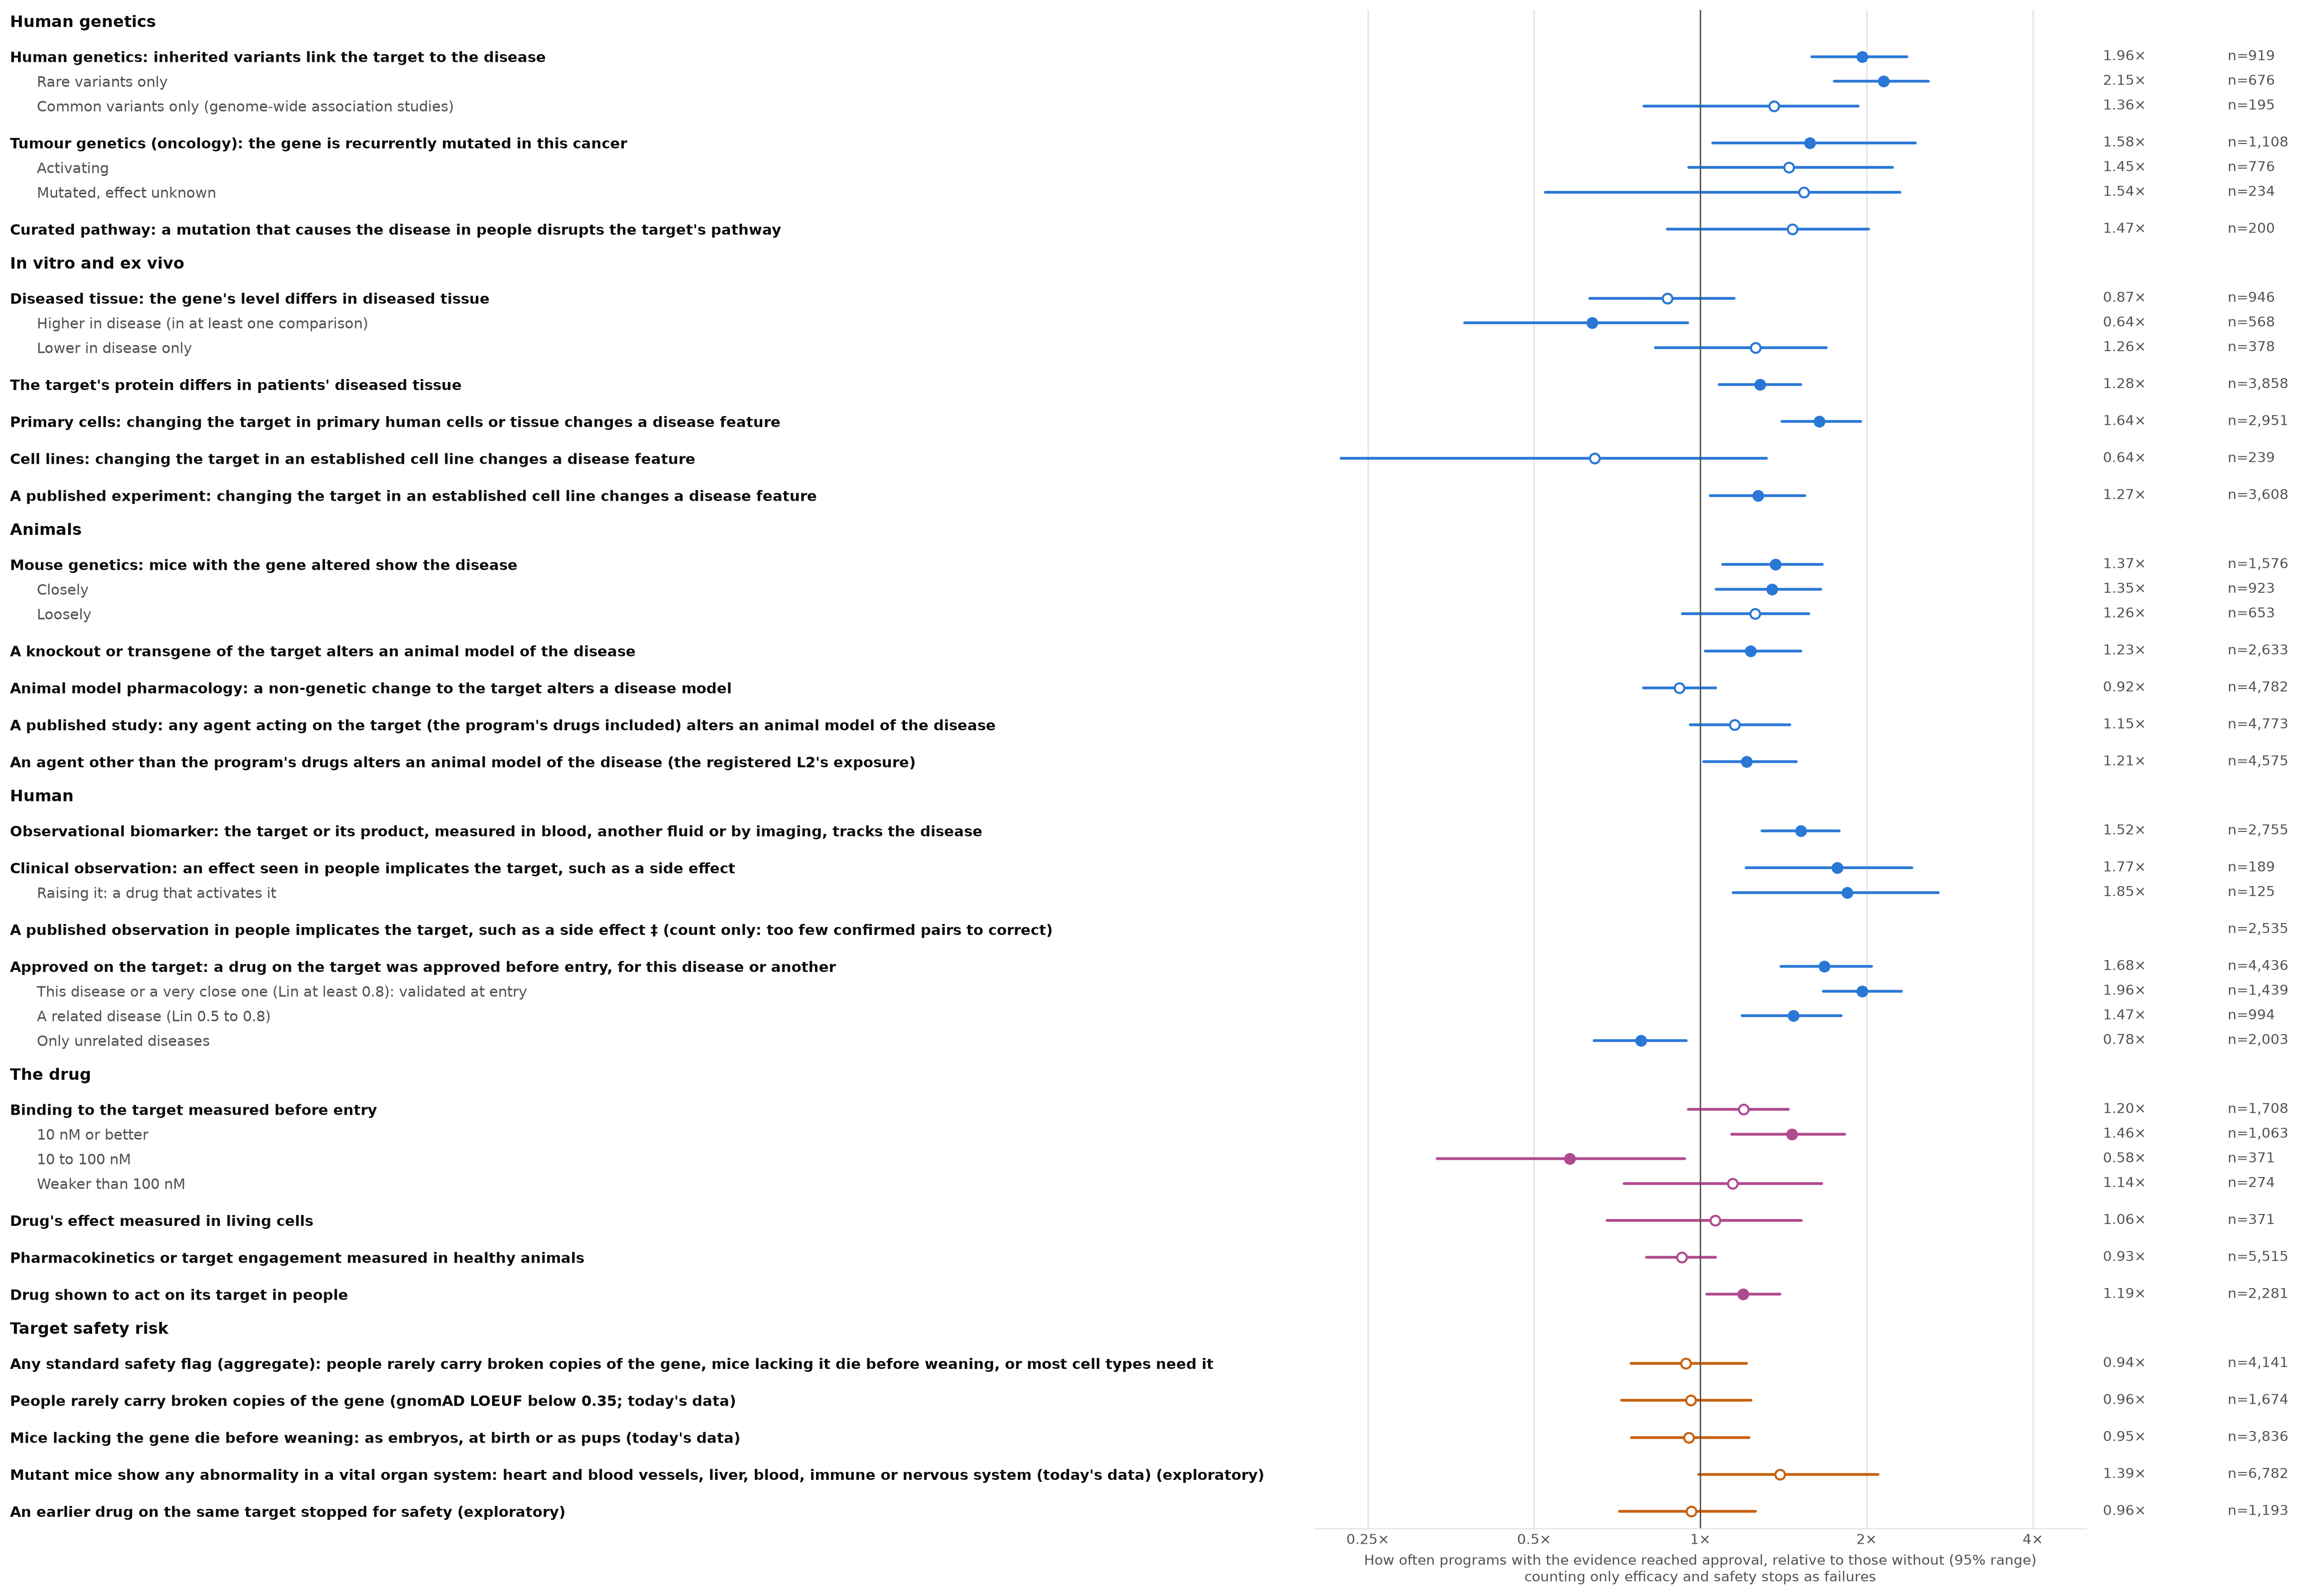 Human genetics
Human genetics: inherited variants link the target to the disease 1.96× n=919
Rare variants only 2.15× n=676
Common variants only (genome-wide association studies) 1.36× n=195
Tumour genetics (oncology): the gene is recurrently mutated in this cancer 1.58× n=1,108
Activating 1.45× n=776
Mutated, effect unknown 1.54× n=234
Curated pathway: a mutation that causes the disease in people disrupts the target's pathway 1.47× n=200
In vitro and ex vivo
Diseased tissue: the gene's level differs in diseased tissue 0.87× n=946
Higher in disease (in at least one comparison) 0.64× n=568
Lower in disease only 1.26× n=378
The target's protein differs in patients' diseased tissue 1.28× n=3,858
Primary cells: changing the target in primary human cells or tissue changes a disease feature 1.64× n=2,951
Cell lines: changing the target in an established cell line changes a disease feature 0.64× n=239
A published experiment: changing the target in an established cell line changes a disease feature 1.27× n=3,608
Animals
Mouse genetics: mice with the gene altered show the disease 1.37× n=1,576
Closely 1.35× n=923
Loosely 1.26× n=653
A knockout or transgene of the target alters an animal model of the disease 1.23× n=2,633
Animal model pharmacology: a non-genetic change to the target alters a disease model 0.92× n=4,782
A published study: any agent acting on the target (the program's drugs included) alters an animal model of the disease 1.15× n=4,773
An agent other than the program's drugs alters an animal model of the disease (the registered L2's exposure) 1.21× n=4,575
Human
Observational biomarker: the target or its product, measured in blood, another fluid or by imaging, tracks the disease 1.52× n=2,755
Clinical observation: an effect seen in people implicates the target, such as a side effect 1.77× n=189
Raising it: a drug that activates it 1.85× n=125
A published observation in people implicates the target, such as a side effect ‡ (count only: too few confirmed pairs to correct) n=2,535
Approved on the target: a drug on the target was approved before entry, for this disease or another 1.68× n=4,436
This disease or a very close one (Lin at least 0.8): validated at entry 1.96× n=1,439
A related disease (Lin 0.5 to 0.8) 1.47× n=994
Only unrelated diseases 0.78× n=2,003
The drug
Binding to the target measured before entry 1.20× n=1,708
10 nM or better 1.46× n=1,063
10 to 100 nM 0.58× n=371
Weaker than 100 nM 1.14× n=274
Drug's effect measured in living cells 1.06× n=371
Pharmacokinetics or target engagement measured in healthy animals 0.93× n=5,515
Drug shown to act on its target in people 1.19× n=2,281
Target safety risk
Any standard safety flag (aggregate): people rarely carry broken copies of the gene, mice lacking it die before weaning, or most cell types need it 0.94× n=4,141
People rarely carry broken copies of the gene (gnomAD LOEUF below 0.35; today's data) 0.96× n=1,674
Mice lacking the gene die before weaning: as embryos, at birth or as pups (today's data) 0.95× n=3,836
Mutant mice show any abnormality in a vital organ system: heart and blood vessels, liver, blood, immune or nervous system (today's data) (exploratory) 1.39× n=6,782
An earlier drug on the same target stopped for safety (exploratory) 0.96× n=1,193
0.25× 0.5× 1× 2× 4×
How often programs with the evidence reached approval, relative to those without (95% range)
counting only efficacy and safety stops as failures